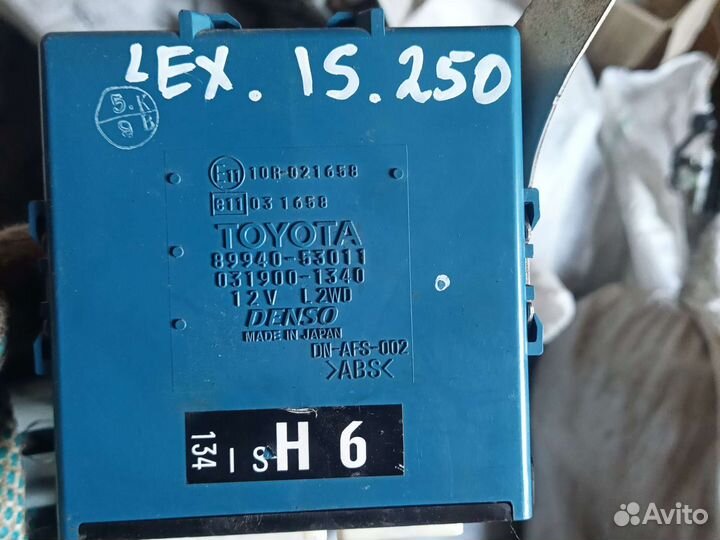 LEX. IS. 250
5.K
9 B
E11 10R-021658
e11 03 1658
TOYOTA
89940-53011
031900-1340
12V L2WD
DENSO
MADE IN JAPAN
DN-AFS-002
>ABS<
134 I S H 6
Avito